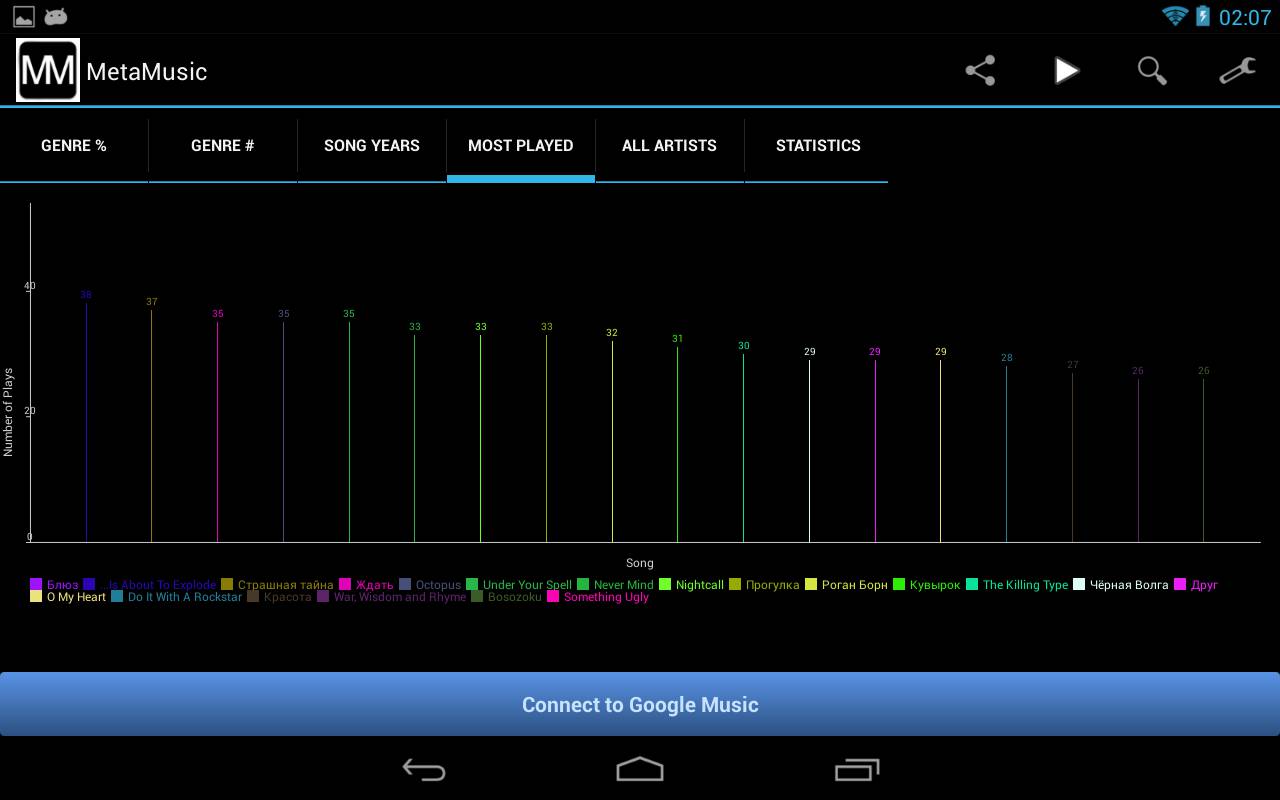 02:07
MM MetaMusic
GENRE % GENRE # SONG YEARS MOST PLAYED ALL ARTISTS STATISTICS
40
38 37 35 35 35 33 33 33 32 31 30 29 29 29 28 27 26 26
Number of Plays
20
0
Song
Блюз ...Is About To Explode Страшная тайна Ждать Octopus Under Your Spell Never Mind Nightcall Прогулка Роган Борн Кувырок The Killing Type Чёрная Волга Друг
O My Heart Do It With A Rockstar Красота War, Wisdom and Rhyme Bosozoku Something Ugly
Connect to Google Music